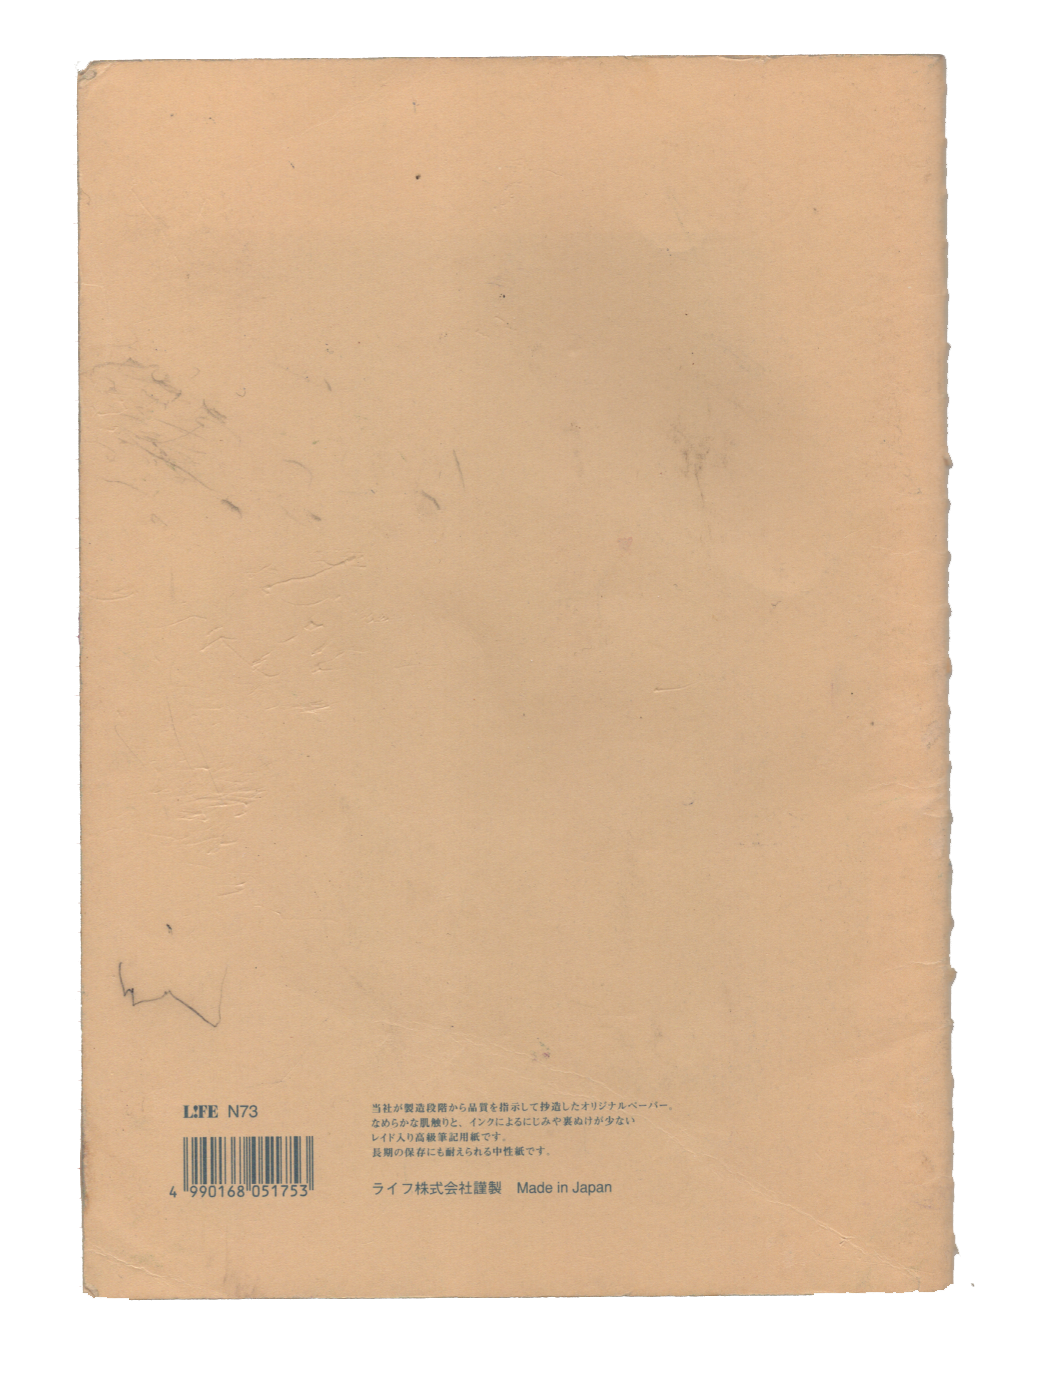 L!FE N73
4 990168 051753
当社が製造段階から品質を指示して抄造したオリジナルペーパー。
なめらかな肌触りと、インクによるにじみや裏ぬけが少ない
レイド入り高級筆記用紙です。
長期の保存にも耐えられる中性紙です。
ライフ株式会社謹製 Made in Japan